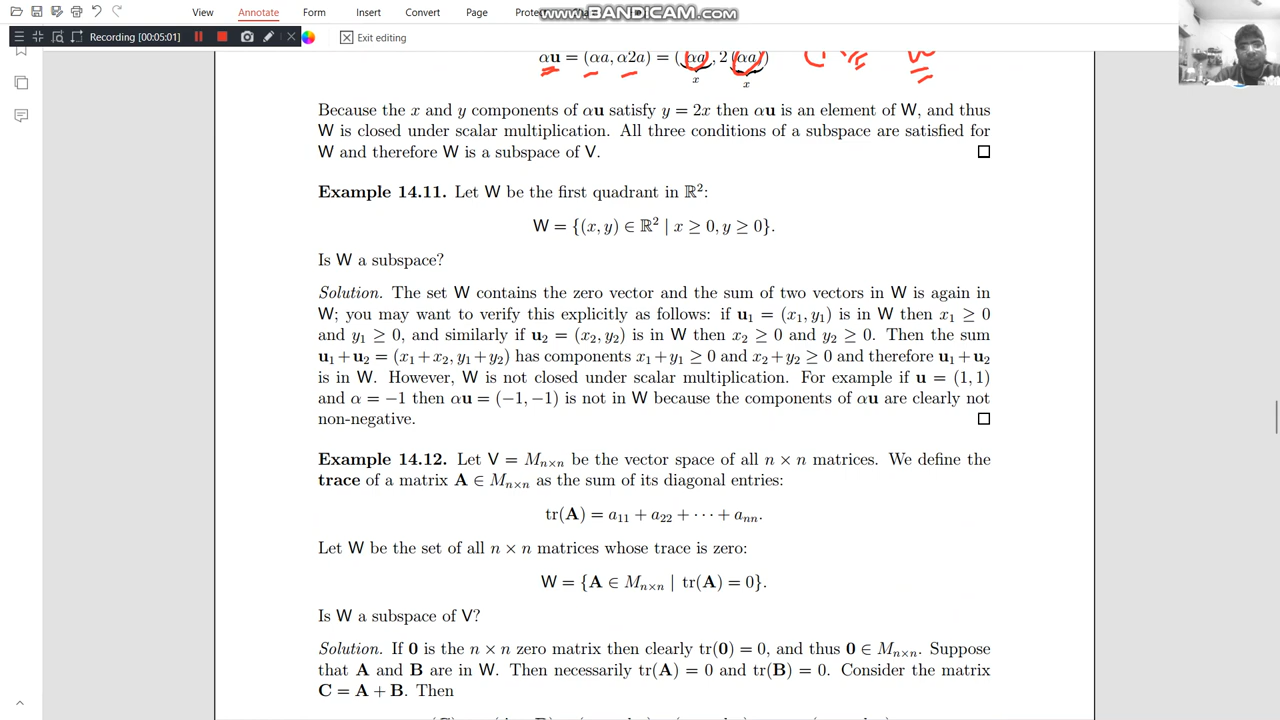 View Annotate Form Insert Convert Page
www.BANDICAM.com
Recording [00:05:01] Exit editing
αu = (αa, α2a) = (αa, 2(αa))
x x
Because the x and y components of αu satisfy y = 2x then αu is an element of W, and thus
W is closed under scalar multiplication. All three conditions of a subspace are satisfied for
W and therefore W is a subspace of V. □
Example 14.11. Let W be the first quadrant in ℝ²:
W = {(x, y) ∈ ℝ² | x ≥ 0, y ≥ 0}.
Is W a subspace?
Solution. The set W contains the zero vector and the sum of two vectors in W is again in
W; you may want to verify this explicitly as follows: if u₁ = (x₁, y₁) is in W then x₁ ≥ 0
and y₁ ≥ 0, and similarly if u₂ = (x₂, y₂) is in W then x₂ ≥ 0 and y₂ ≥ 0. Then the sum
u₁ + u₂ = (x₁ + x₂, y₁ + y₂) has components x₁ + y₁ ≥ 0 and x₂ + y₂ ≥ 0 and therefore u₁ + u₂
is in W. However, W is not closed under scalar multiplication. For example if u = (1, 1)
and α = −1 then αu = (−1, −1) is not in W because the components of αu are clearly not
non-negative. □
Example 14.12. Let V = Mₙ×ₙ be the vector space of all n × n matrices. We define the
trace of a matrix A ∈ Mₙ×ₙ as the sum of its diagonal entries:
tr(A) = a₁₁ + a₂₂ + ⋯ + aₙₙ.
Let W be the set of all n × n matrices whose trace is zero:
W = {A ∈ Mₙ×ₙ | tr(A) = 0}.
Is W a subspace of V?
Solution. If 0 is the n × n zero matrix then clearly tr(0) = 0, and thus 0 ∈ Mₙ×ₙ. Suppose
that A and B are in W. Then necessarily tr(A) = 0 and tr(B) = 0. Consider the matrix
C = A + B. Then